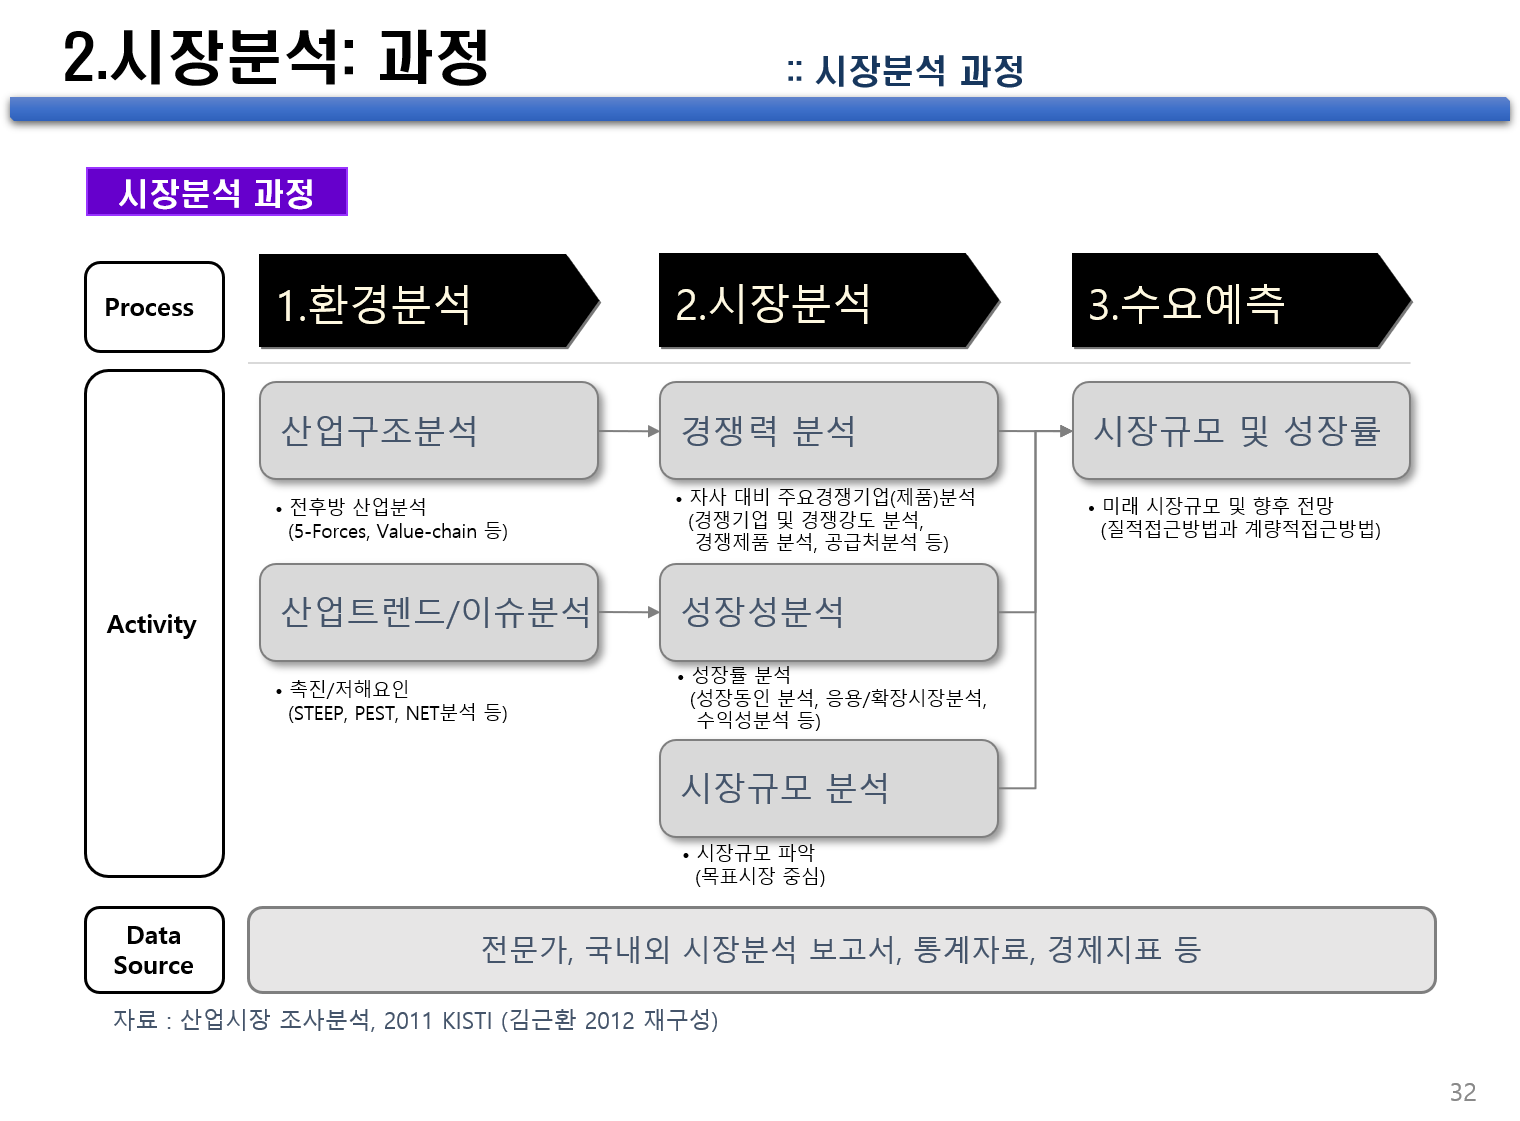 2.시장분석: 과정
:: 시장분석 과정
시장분석 과정
Process
1.환경분석
2.시장분석
3.수요예측
Activity
산업구조분석
• 전후방 산업분석
(5-Forces, Value-chain 등)
산업트렌드/이슈분석
• 촉진/저해요인
(STEEP, PEST, NET분석 등)
경쟁력 분석
• 자사 대비 주요경쟁기업(제품)분석
(경쟁기업 및 경쟁강도 분석,
경쟁제품 분석, 공급처분석 등)
성장성분석
• 성장률 분석
(성장동인 분석, 응용/확장시장분석,
수익성분석 등)
시장규모 분석
• 시장규모 파악
(목표시장 중심)
시장규모 및 성장률
• 미래 시장규모 및 향후 전망
(질적접근방법과 계량적접근방법)
Data
Source
전문가, 국내외 시장분석 보고서, 통계자료, 경제지표 등
자료 : 산업시장 조사분석, 2011 KISTI (김근환 2012 재구성)
32